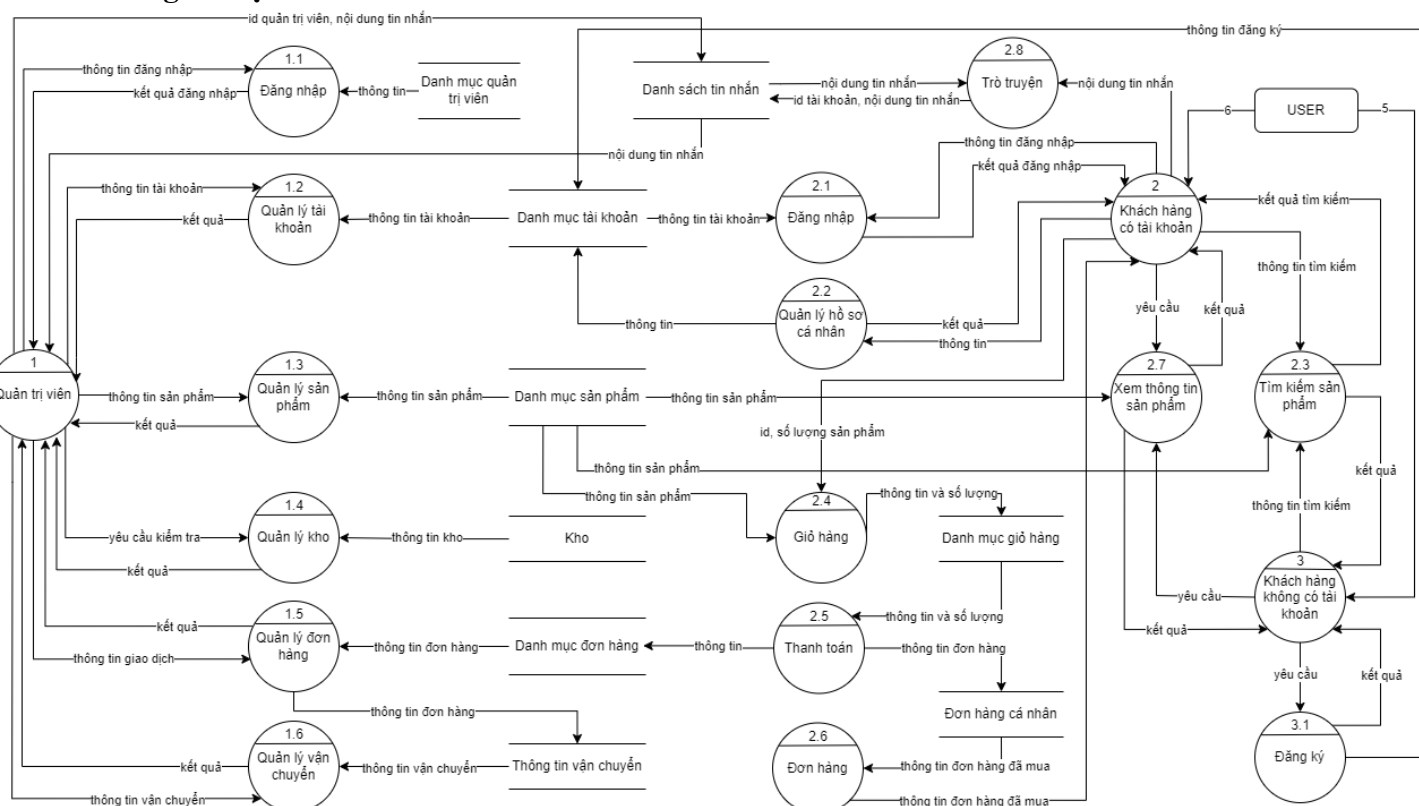 id quản trị viên, nội dung tin nhắn
thông tin đăng ký
1.1
Đăng nhập
thông tin đăng nhập
kết quả đăng nhập
thông tin
Danh mục quản
trị viên
Danh sách tin nhắn
nội dung tin nhắn
id tài khoản, nội dung tin nhắn
2.8
Trò truyện
nội dung tin nhắn
6
USER
5
nội dung tin nhắn
thông tin đăng nhập
kết quả đăng nhập
thông tin tài khoản
kết quả
1.2
Quản lý tài
khoản
thông tin tài khoản
Danh mục tài khoản
thông tin tài khoản
2.1
Đăng nhập
2
Khách hàng
có tài khoản
kết quả tìm kiếm
thông tin tìm kiếm
2.2
Quản lý hồ sơ
cá nhân
thông tin
kết quả
thông tin
yêu cầu
kết quả
1
Quản trị viên
thông tin sản phẩm
kết quả
1.3
Quản lý sản
phẩm
thông tin sản phẩm
Danh mục sản phẩm
thông tin sản phẩm
2.7
Xem thông tin
sản phẩm
2.3
Tìm kiếm sản
phẩm
id, số lượng sản phẩm
thông tin sản phẩm
thông tin sản phẩm
kết quả
1.4
Quản lý kho
yêu cầu kiểm tra
kết quả
thông tin kho
Kho
2.4
Giỏ hàng
thông tin và số lượng
Danh mục giỏ hàng
thông tin tìm kiếm
3
Khách hàng
không có tài
khoản
yêu cầu
kết quả
1.5
Quản lý đơn
hàng
kết quả
thông tin giao dịch
thông tin đơn hàng
Danh mục đơn hàng
thông tin
2.5
Thanh toán
thông tin và số lượng
thông tin đơn hàng
yêu cầu
kết quả
thông tin đơn hàng
Đơn hàng cá nhân
1.6
Quản lý vận
chuyển
kết quả
thông tin vận chuyển
thông tin vận chuyển
Thông tin vận chuyển
2.6
Đơn hàng
thông tin đơn hàng đã mua
thông tin đơn hàng đã mua
3.1
Đăng ký